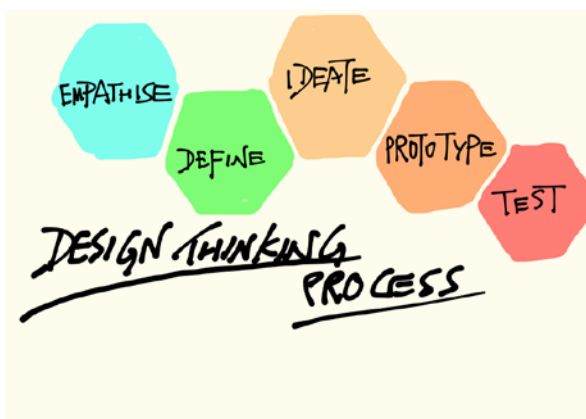 EMPATHISE
DEFINE
IDEATE
PROTOTYPE
TEST
DESIGN THINKING
PROCESS